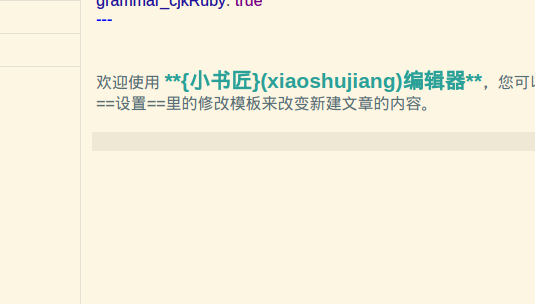 grammar_cjkRuby: true
---
欢迎使用 **{小书匠}(xiaoshujiang)编辑器**，您可以
==设置==里的修改模板来改变新建文章的内容。